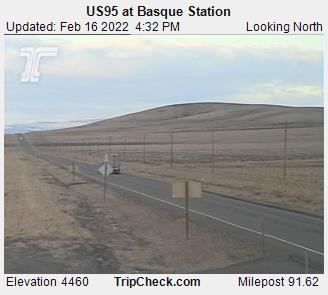 US95 at Basque Station
Updated: Feb 16 2022 4:32 PM Looking North
Elevation 4460 TripCheck.com Milepost 91.62